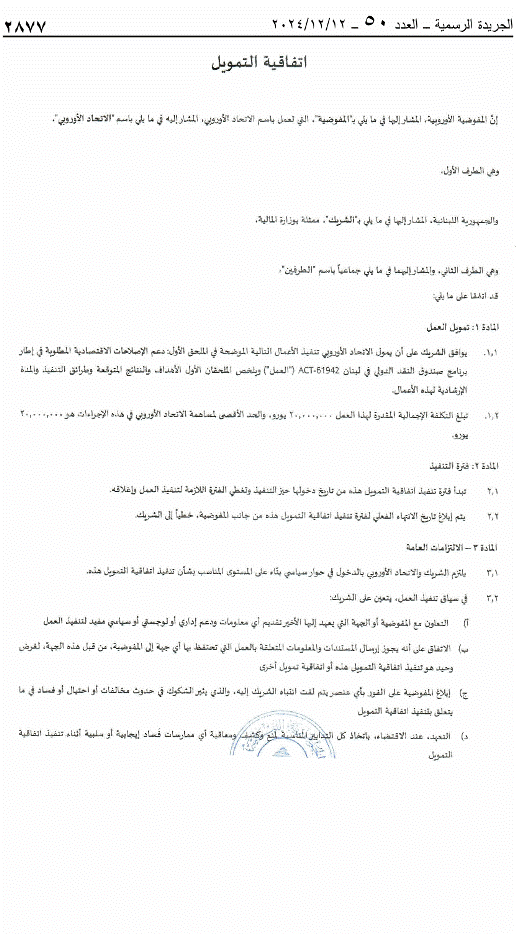 الجريدة الرسمية ــ العدد ٥٠ ــ ٢٠٢٤/١٢/١٢
٢٨٧٧
اتفاقية التمويل
إنّ المفوضية الأوروبية، المشار إليها في ما يلي بـ"المفوضية"، التي تعمل باسم الاتحاد الأوروبي، المشار إليه في ما يلي باسم "الاتحاد الأوروبي"،
وهي الطرف الأول،
والجمهورية اللبنانية، المشار إليها في ما يلي بـ"الشريك"، ممثلة بوزارة المالية،
وهي الطرف الثاني، والمشار إليهما في ما يلي جماعياً باسم "الطرفين"،
قد اتفقا على ما يلي:
المادة ١: تمويل العمل
١.١. يوافق الشريك على أن يمول الاتحاد الأوروبي تنفيذ الأعمال التالية الموضحة في الملحق الأول: دعم الإصلاحات الاقتصادية المطلوبة في إطار
برنامج صندوق النقد الدولي في لبنان ACT-61942 ("العمل") ويلخص الملحقان الأول الأهداف والنتائج المتوقعة وطرائق التنفيذ والمدة
الإرشادية لهذه الأعمال.
١.٢. تبلغ التكلفة الإجمالية المقدرة لهذا العمل ٢٠,٠٠٠,٠٠٠ يورو، والحد الأقصى لمساهمة الاتحاد الأوروبي في هذه الإجراءات هو ٢٠,٠٠٠,٠٠٠
يورو.
المادة ٢: فترة التنفيذ
٢.١ تبدأ فترة تنفيذ اتفاقية التمويل هذه من تاريخ دخولها حيز التنفيذ وتغطي الفترة اللازمة لتنفيذ العمل وإغلاقه.
٢.٢ يتم إبلاغ تاريخ الانتهاء الفعلي لفترة تنفيذ اتفاقية التمويل هذه من جانب المفوضية، خطياً إلى الشريك.
المادة ٣ – الالتزامات العامة
٣.١ يلتزم الشريك والاتحاد الأوروبي بالدخول في حوار سياسي بنّاء على المستوى المناسب بشأن تنفيذ اتفاقية التمويل هذه.
٣.٢ في سياق تنفيذ العمل، يتعين على الشريك:
أ) التعاون مع المفوضية أو الجهة التي يعهد إليها الأخير بتقديم أي معلومات ودعم إداري أو لوجستي أو سياسي مفيد لتنفيذ العمل
ب) الاتفاق على أنه يجوز إرسال المستندات والمعلومات المتعلقة بالعمل التي تحتفظ بها أي جهة إلى المفوضية، من قبل هذه الجهة، لغرض
وحيد هو تنفيذ اتفاقية التمويل هذه أو اتفاقية تمويل أخرى
ج) إبلاغ المفوضية على الفور بأي عنصر يتم لفت انتباه الشريك إليه، والذي يثير الشكوك في حدوث مخالفات أو احتيال أو فساد في ما
يتعلق بتنفيذ اتفاقية التمويل
د) التعهد، عند الاقتضاء، باتخاذ كل التدابير المناسبة لمنع وكشف ومعاقبة أي ممارسات فساد إيجابية أو سلبية أثناء تنفيذ اتفاقية
التمويل